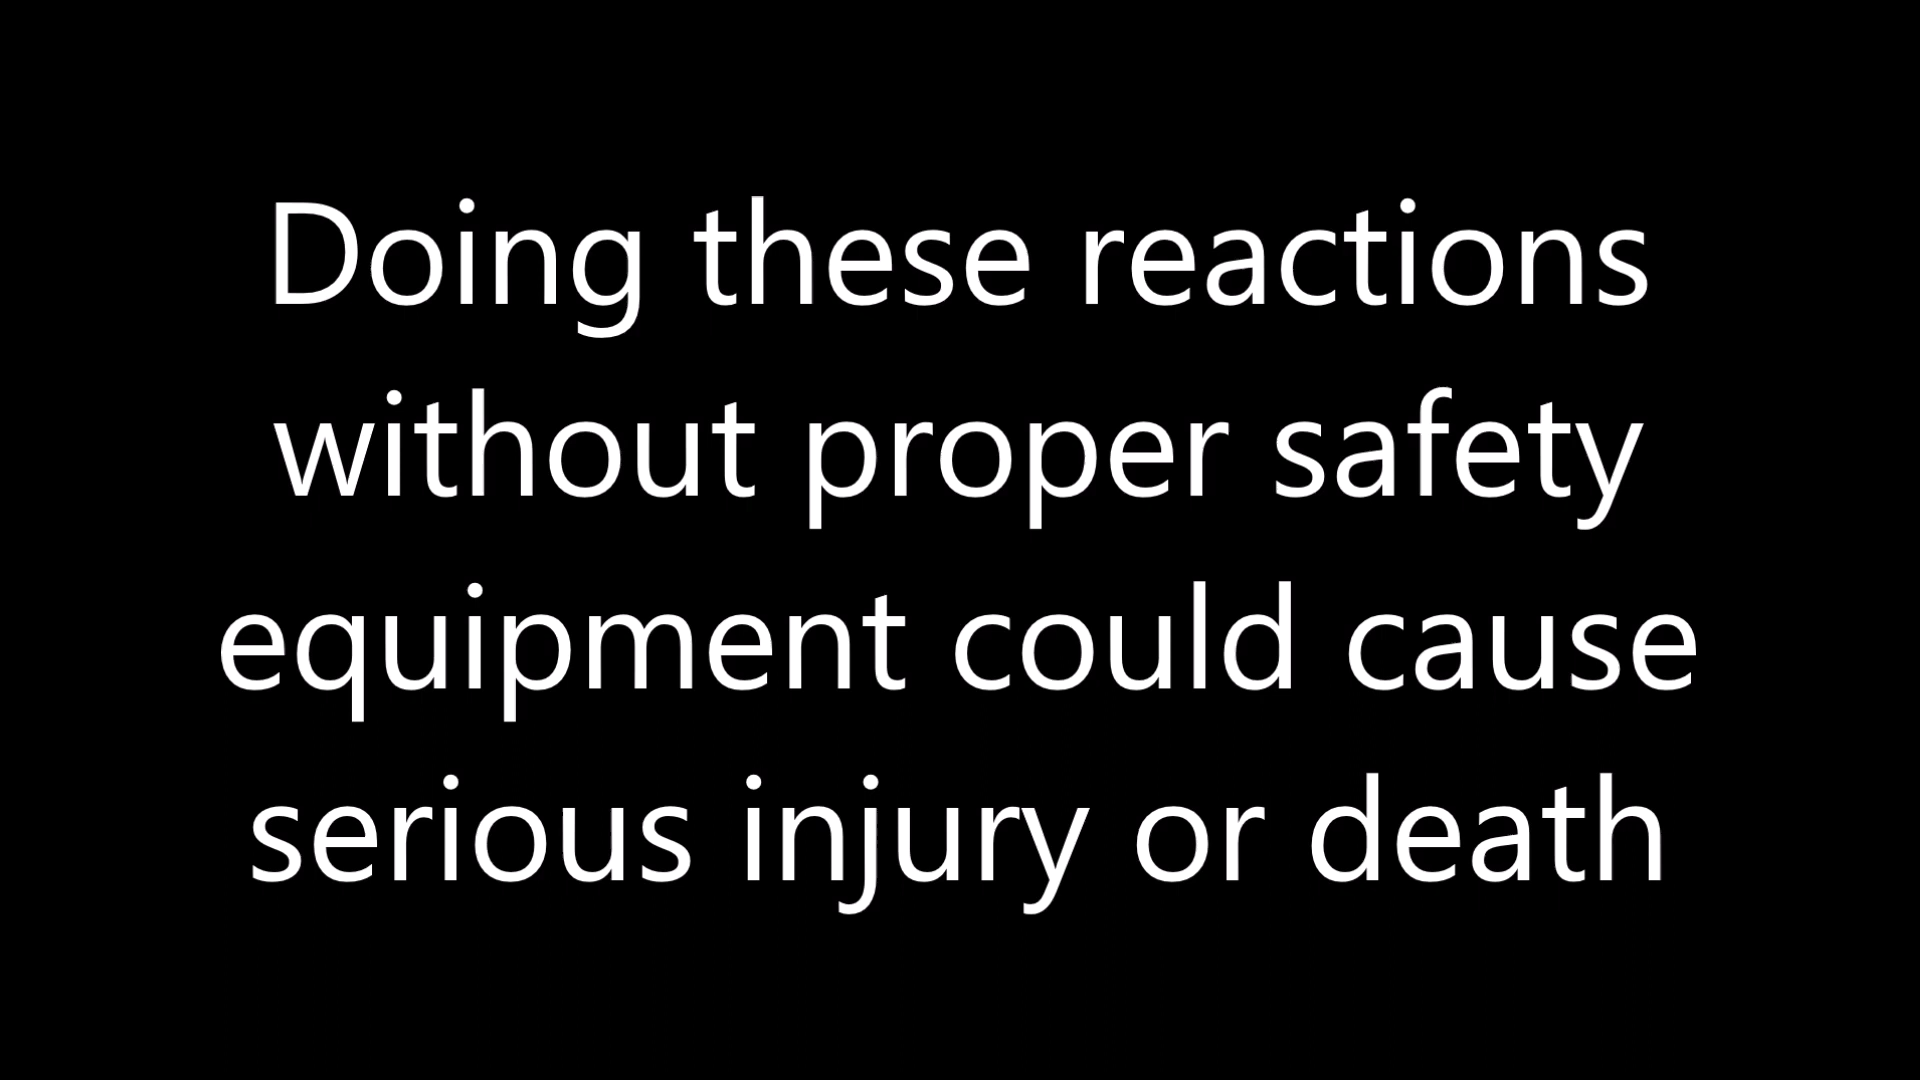 Doing these reactions
without proper safety
equipment could cause
serious injury or death